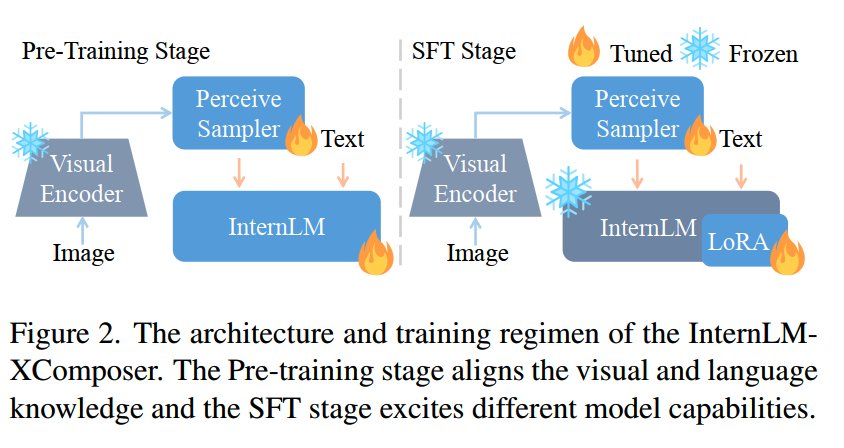 Pre-Training Stage
Perceive
Sampler
Text
Visual
Encoder
InternLM
Image
SFT Stage
Tuned
Frozen
Perceive
Sampler
Text
Visual
Encoder
InternLM
LoRA
Image
Figure 2. The architecture and training regimen of the InternLM-
XComposer. The Pre-training stage aligns the visual and language
knowledge and the SFT stage excites different model capabilities.